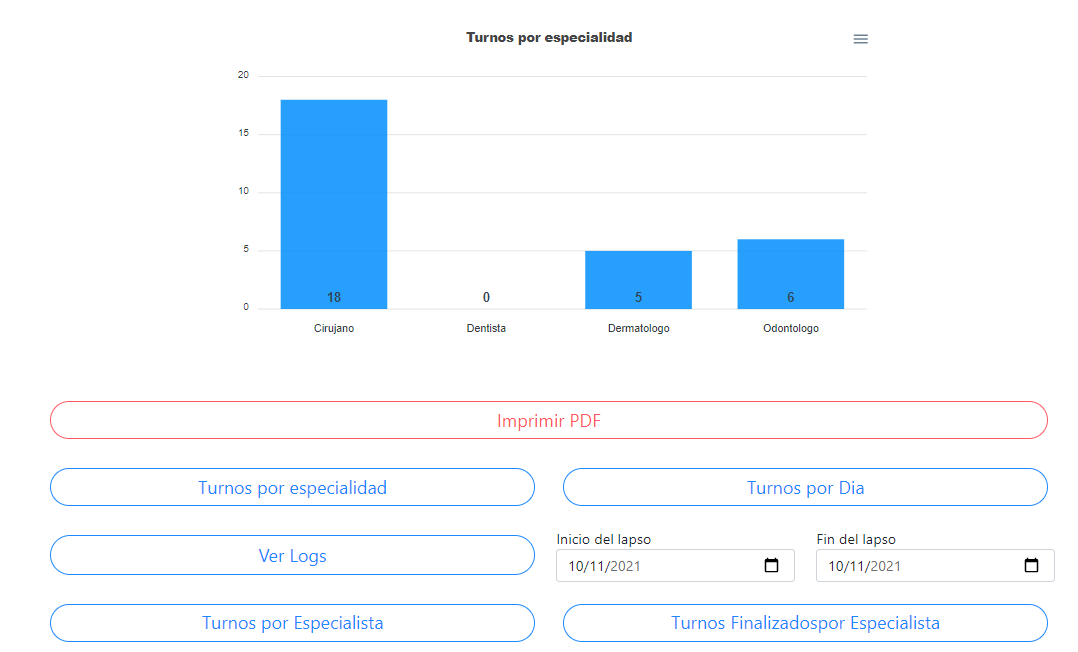 Turnos por especialidad
20
15
10
5
0
18
0
5
6
Cirujano
Dentista
Dermatologo
Odontologo
Imprimir PDF
Turnos por especialidad
Turnos por Dia
Ver Logs
Inicio del lapso
Fin del lapso
10/11/2021
10/11/2021
Turnos por Especialista
Turnos Finalizadospor Especialista